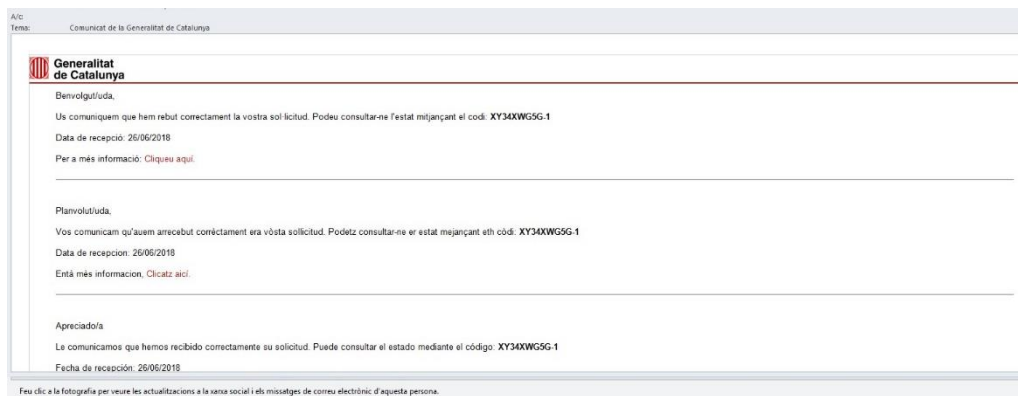 A/c:
Tema: Comunicat de la Generalitat de Catalunya
Generalitat
de Catalunya
Benvolgut/uda,
Us comuniquem que hem rebut correctament la vostra sol·licitud. Podeu consultar-ne l'estat mitjançant el codi: XY34XWG5G-1
Data de recepció: 26/06/2018
Per a més informació: Cliqueu aquí.
Planvolut/uda,
Vos comunicam qu'auem arrecebut corrèctament era vòsta sollicitud. Podetz consultar-ne er estat mejançant eth còdi: XY34XWG5G-1
Data de recepcion: 26/06/2018
Entà mès informacion, Clicatz aicí.
Apreciado/a
Le comunicamos que hemos recibido correctamente su solicitud. Puede consultar el estado mediante el código: XY34XWG5G-1
Fecha de recepción: 26/06/2018
Feu clic a la fotografia per veure les actualitzacions a la xarxa social i els missatges de correu electrònic d'aquesta persona.